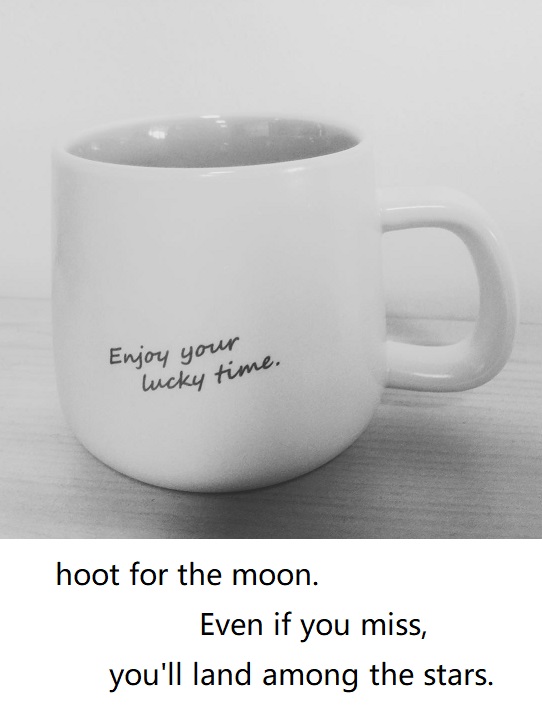 Enjoy your
lucky time.
hoot for the moon.
Even if you miss,
you'll land among the stars.